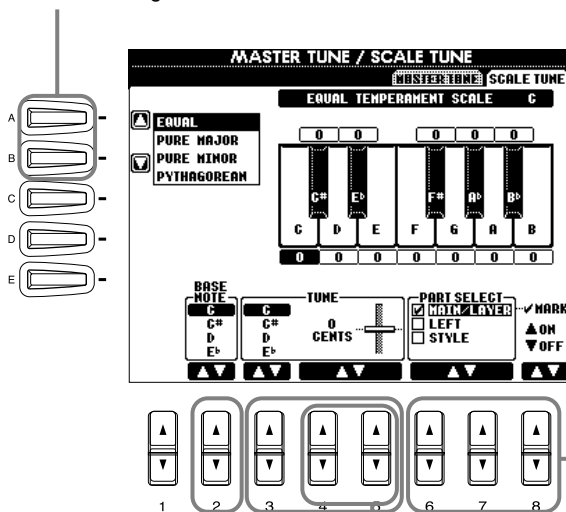 MASTER TUNE / SCALE TUNE
MASTER TUNE SCALE TUNE
EQUAL TEMPERAMENT SCALE C
A
B
C
D
E
EQUAL
PURE MAJOR
PURE MINOR
PYTHAGOREAN
0 0 0 0 0
C# E♭ F# A♭ B♭
C D E F G A B
0 0 0 0 0 0 0
BASE NOTE
C
C#
D
E♭
TUNE
C
C#
D
E♭
0
CENTS
PART SELECT
✓ MAIN/LAYER
LEFT
STYLE
✓MARK
▲ON
▼OFF
1 2 3 4 5 6 7 8